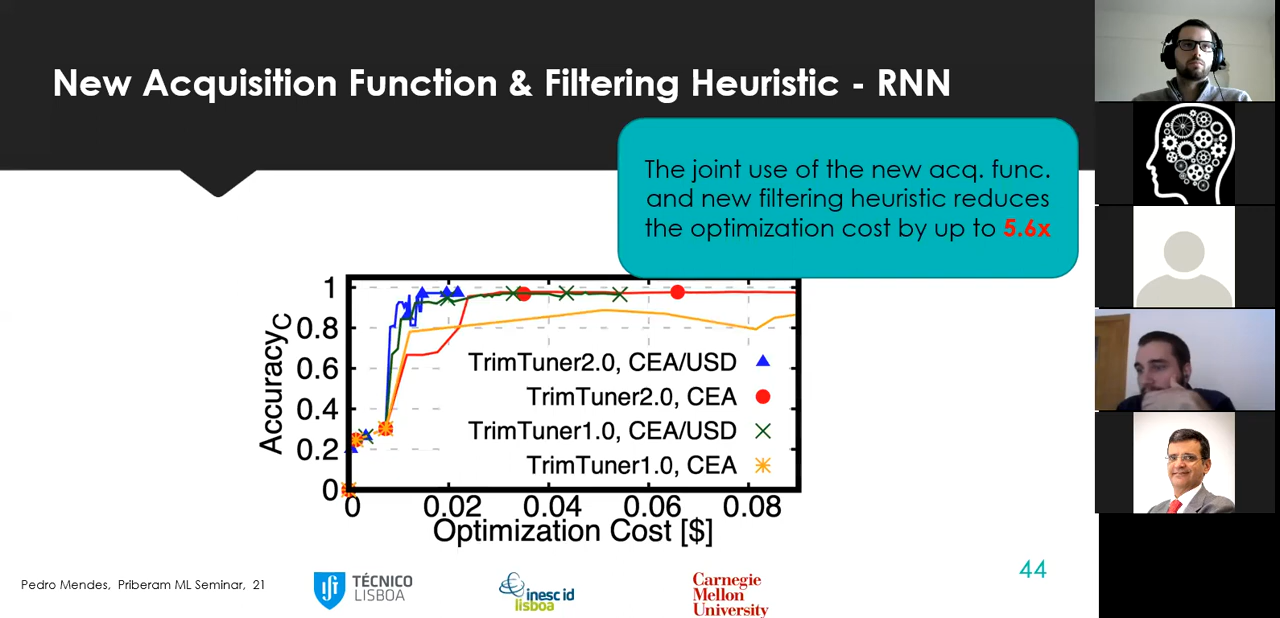 New Acquisition Function & Filtering Heuristic - RNN
The joint use of the new acq. func.
and new filtering heuristic reduces
the optimization cost by up to 5.6x
1
0.8
0.6
0.4
0.2
0
AccuracyC
TrimTuner2.0, CEA/USD
TrimTuner2.0, CEA
TrimTuner1.0, CEA/USD
TrimTuner1.0, CEA
0 0.02 0.04 0.06 0.08
Optimization Cost [$]
44
Pedro Mendes, Priberam ML Seminar, 21
TÉCNICO
LISBOA
inesc id
lisboa
Carnegie
Mellon
University